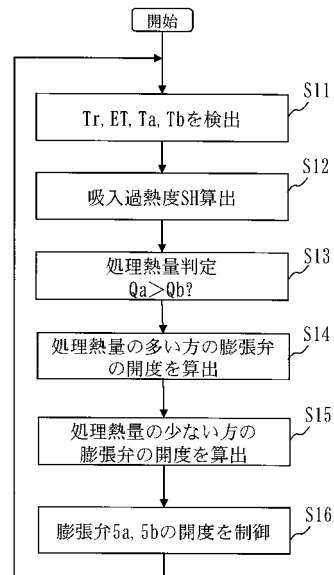 開始
S11
Tr, ET, Ta, Tbを検出
S12
吸入過熱度SH算出
S13
処理熱量判定
Qa>Qb?
S14
処理熱量の多い方の膨張弁
の開度を算出
S15
処理熱量の少ない方の
膨張弁の開度を算出
S16
膨張弁5a, 5bの開度を制御